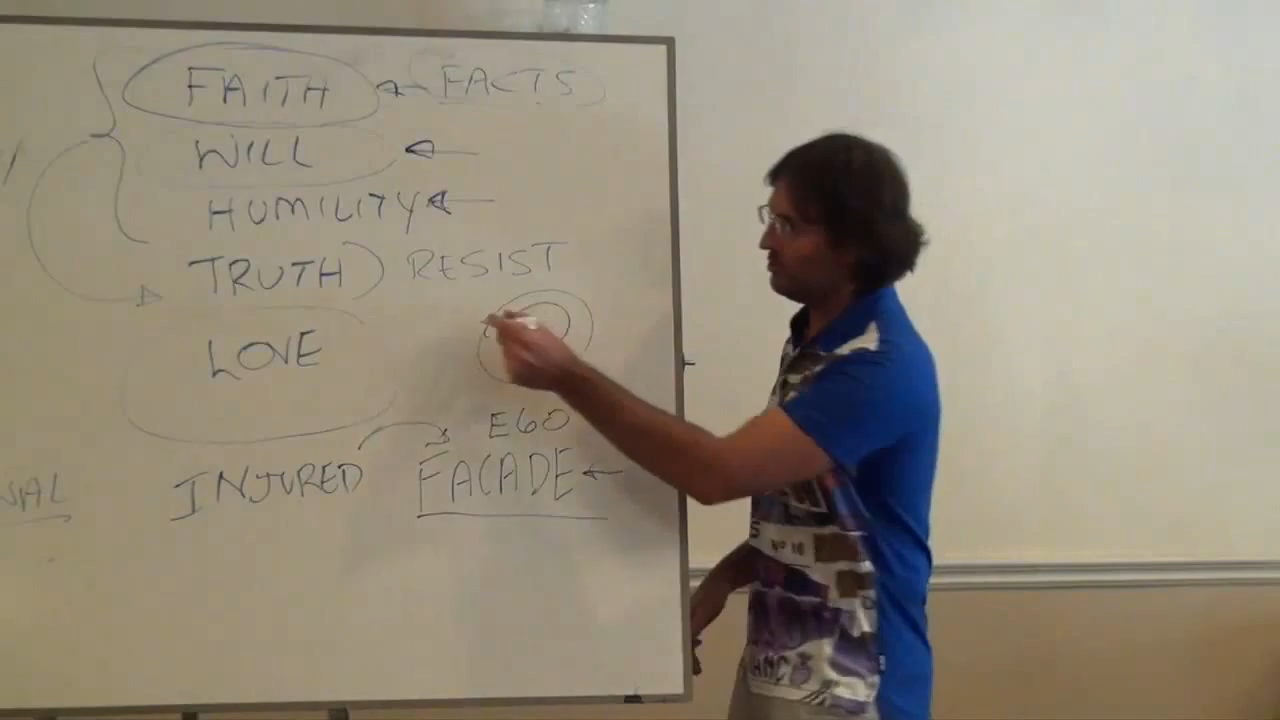 FAITH FACTS
WILL
HUMILITY
TRUTH) RESIST
LOVE
EGO
INJURED FACADE